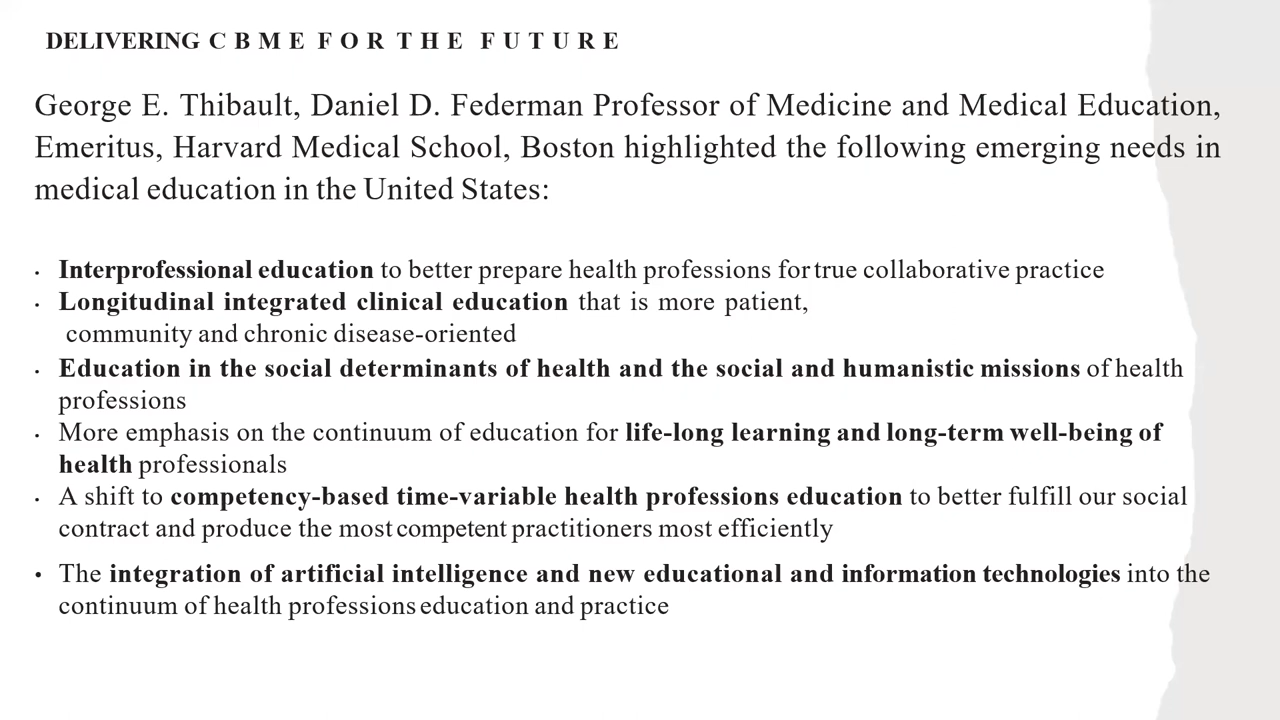 DELIVERING C B M E F O R T H E F U T U R E
George E. Thibault, Daniel D. Federman Professor of Medicine and Medical Education,
Emeritus, Harvard Medical School, Boston highlighted the following emerging needs in
medical education in the United States:
• Interprofessional education to better prepare health professions for true collaborative practice
• Longitudinal integrated clinical education that is more patient,
community and chronic disease-oriented
• Education in the social determinants of health and the social and humanistic missions of health
professions
• More emphasis on the continuum of education for life-long learning and long-term well-being of
health professionals
• A shift to competency-based time-variable health professions education to better fulfill our social
contract and produce the most competent practitioners most efficiently
• The integration of artificial intelligence and new educational and information technologies into the
continuum of health professions education and practice